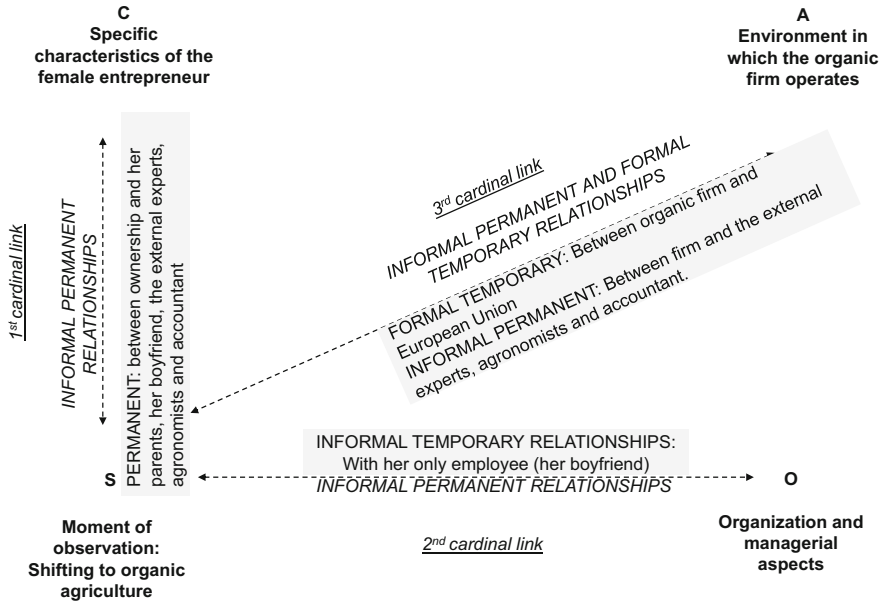 C
Specific
characteristics of the
female entrepreneur
A
Environment in
which the organic
firm operates
1st cardinal link
INFORMAL PERMANENT
RELATIONSHIPS
PERMANENT: between ownership and her
parents, her boyfriend, the external experts,
agronomists and accountant
3rd cardinal link
INFORMAL PERMANENT AND FORMAL
TEMPORARY RELATIONSHIPS
FORMAL TEMPORARY: Between organic firm and
European Union
INFORMAL PERMANENT: Between firm and the external
experts, agronomists and accountant.
INFORMAL TEMPORARY RELATIONSHIPS:
With her only employee (her boyfriend)
INFORMAL PERMANENT RELATIONSHIPS
S
O
Moment of
observation:
Shifting to organic
agriculture
2nd cardinal link
Organization and
managerial
aspects